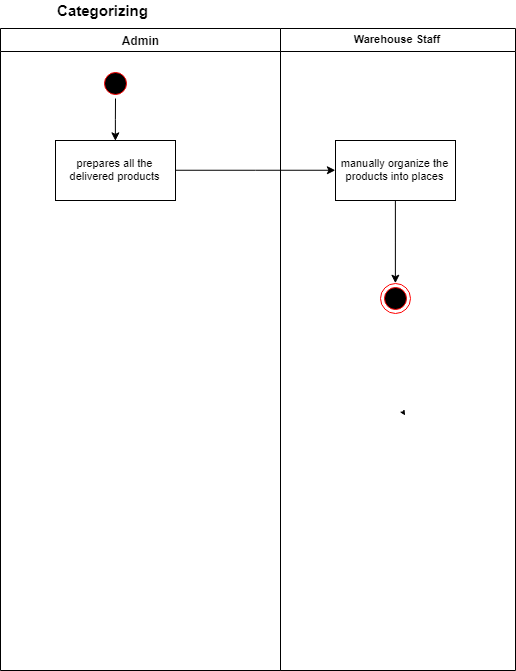 Categorizing
Admin
Warehouse Staff
prepares all the
delivered products
manually organize the
products into places